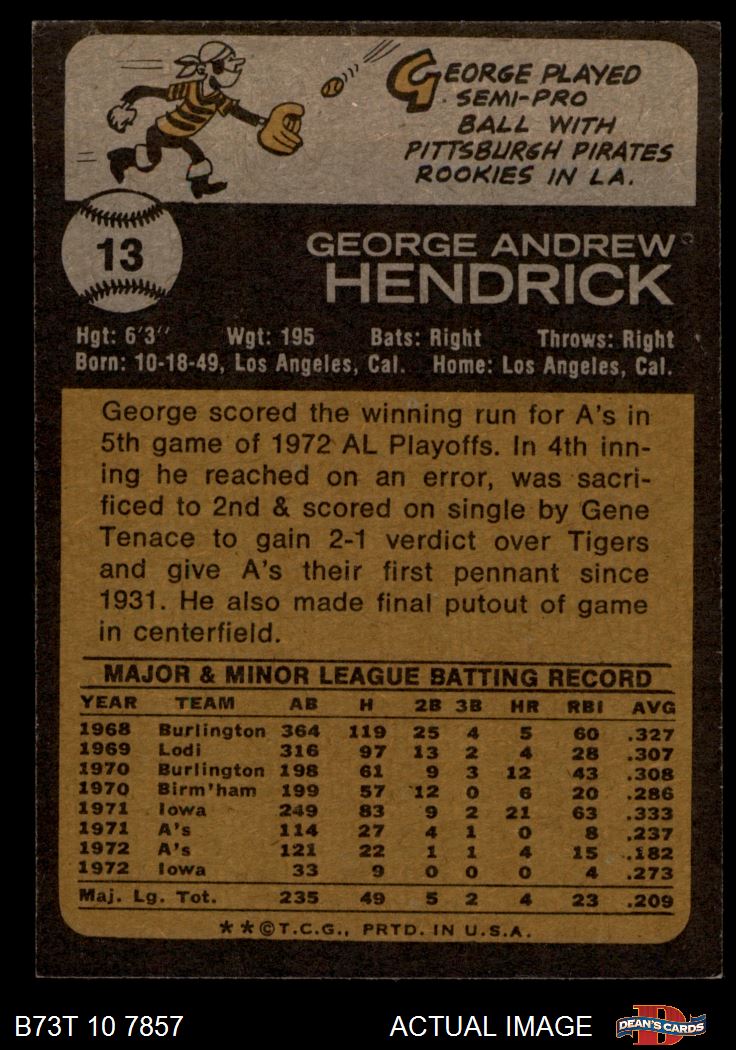 GEORGE PLAYED
SEMI-PRO
BALL WITH
PITTSBURGH PIRATES
ROOKIES IN LA.
13
GEORGE ANDREW
HENDRICK
Hgt: 6'3" Wgt: 195 Bats: Right Throws: Right
Born: 10-18-49, Los Angeles, Cal. Home: Los Angeles, Cal.
George scored the winning run for A's in
5th game of 1972 AL Playoffs. In 4th inn-
ing he reached on an error, was sacri-
ficed to 2nd & scored on single by Gene
Tenace to gain 2-1 verdict over Tigers
and give A's their first pennant since
1931. He also made final putout of game
in centerfield.
MAJOR & MINOR LEAGUE BATTING RECORD
YEAR TEAM AB H 2B 3B HR RBI AVG
1968 Burlington 364 119 25 4 5 60 .327
1969 Lodi 316 97 13 2 4 28 .307
1970 Burlington 198 61 9 3 12 43 .308
1970 Birm'ham 199 57 12 0 6 20 .286
1971 Iowa 249 83 9 2 21 63 .333
1971 A's 114 27 4 1 0 8 .237
1972 A's 121 22 1 1 4 15 .182
1972 Iowa 33 9 0 0 0 4 .273
Maj. Lg. Tot. 235 49 5 2 4 23 .209
**©T.C.G., PRTD. IN U.S.A.
B73T 10 7857 ACTUAL IMAGE
D
DEAN'S CARDS